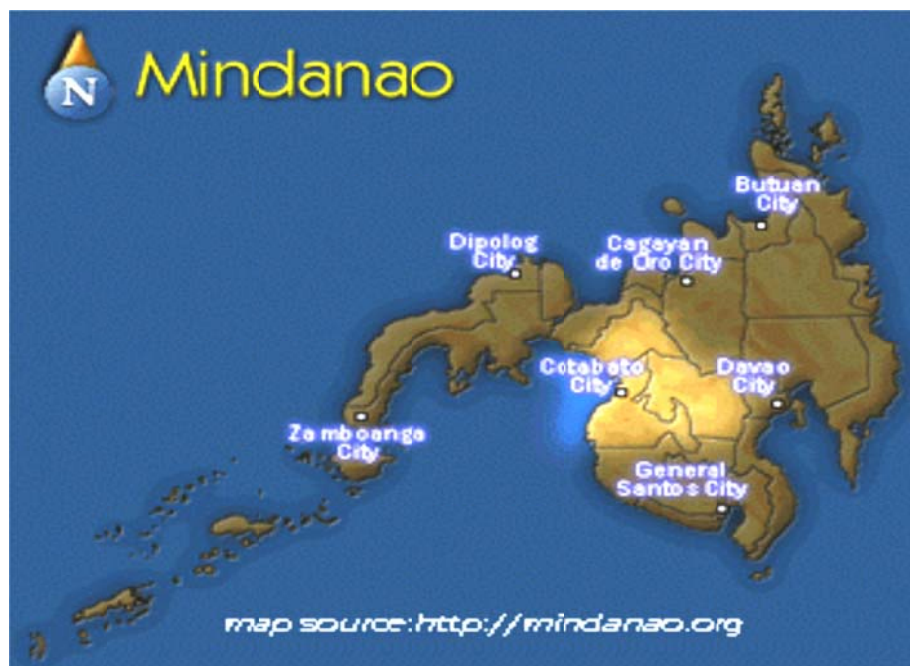 N
Mindanao
Butuan
City
Dipolog
City
Cagayan
de Oro City
Cotabato
City
Davao
City
Zamboanga
City
General
Santos City
map source:http://mindanao.org